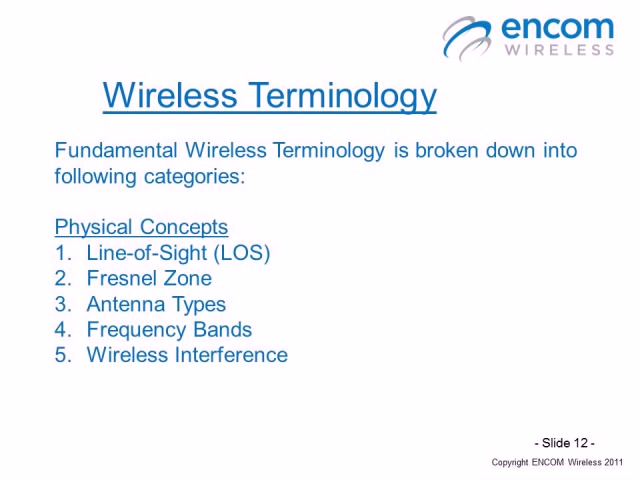 encom
WIRELESS
Wireless Terminology
Fundamental Wireless Terminology is broken down into
following categories:
Physical Concepts
1. Line-of-Sight (LOS)
2. Fresnel Zone
3. Antenna Types
4. Frequency Bands
5. Wireless Interference
- Slide 12 -
Copyright ENCOM Wireless 2011